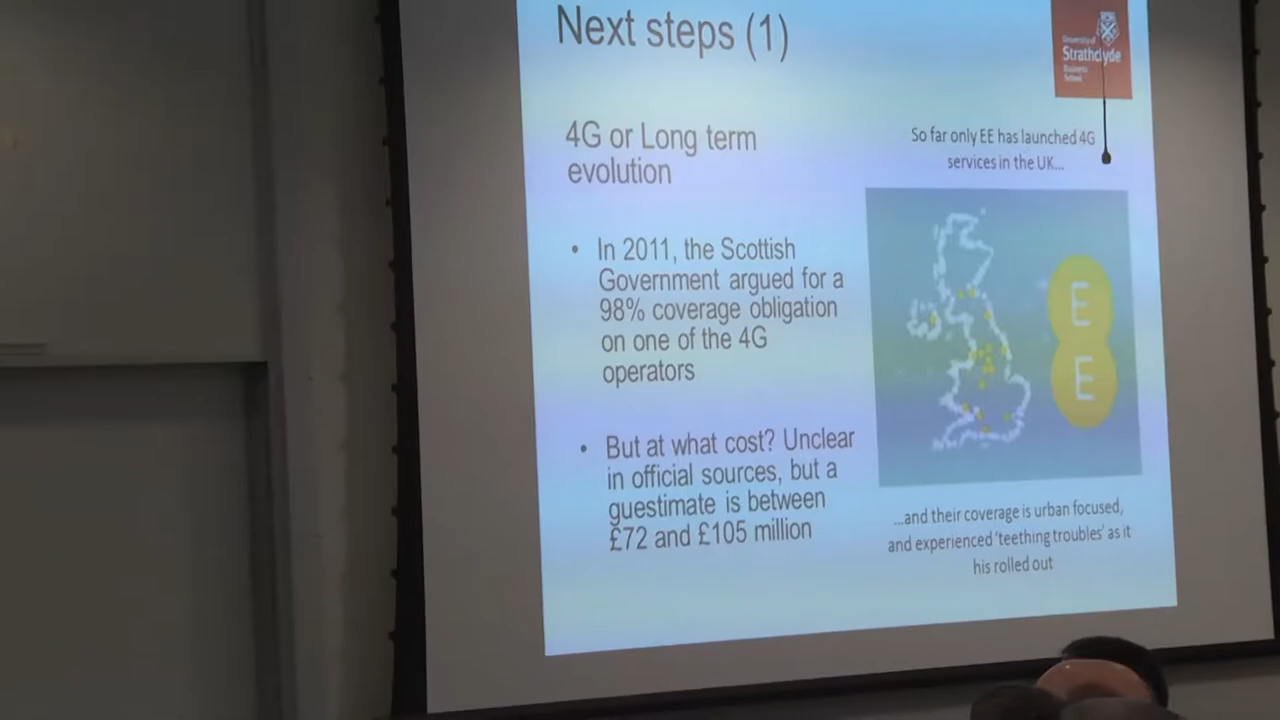 Next steps (1)
University of
Strathclyde
Business
School
4G or Long term
evolution
• In 2011, the Scottish
Government argued for a
98% coverage obligation
on one of the 4G
operators
• But at what cost? Unclear
in official sources, but a
guestimate is between
£72 and £105 million
So far only EE has launched 4G
services in the UK...
E
E
...and their coverage is urban focused,
and experienced 'teething troubles' as it
his rolled out